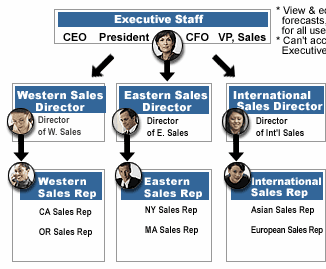 Executive Staff
CEO President CFO VP, Sales
* View & e
forecasts,
for all use
* Can't acc
Executive
Western Sales
Director
Director
of W. Sales
Eastern Sales
Director
Director
of E. Sales
International
Sales Director
Director
of Int'l Sales
Western
Sales Rep
CA Sales Rep
OR Sales Rep
Eastern
Sales Rep
NY Sales Rep
MA Sales Rep
International
Sales Rep
Asian Sales Rep
European Sales Rep